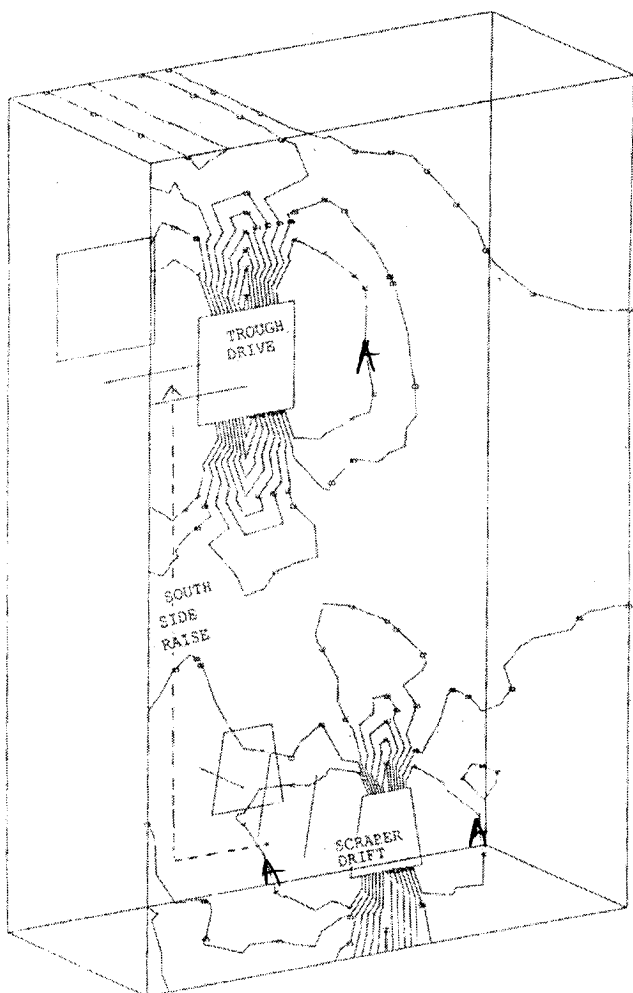 TROUGH
DRIVE
A
SOUTH
SIDE
RAISE
SCRAPER
DRIFT
A
A